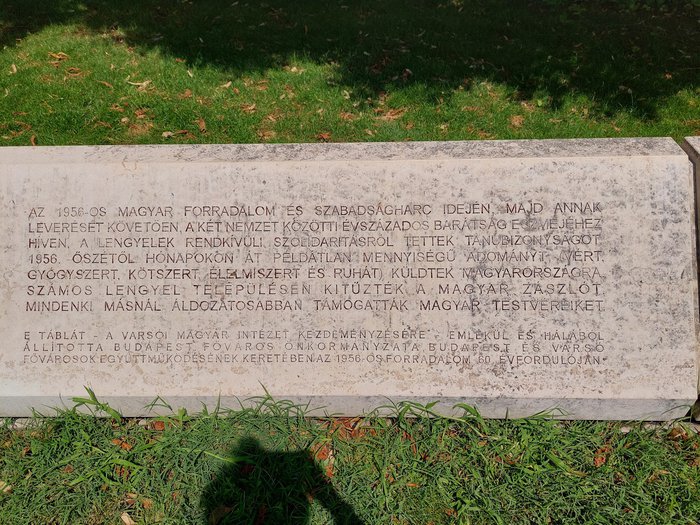 AZ 1956-OS MAGYAR FORRADALOM ÉS SZABADSÁGHARC IDEJÉN, MAJD ANNAK
LEVERÉSÉT KÖVETŐEN, A KÉT NEMZET KÖZÖTTI ÉVSZÁZADOS BARÁTSÁG ESZMÉJÉHEZ
HÍVEN, A LENGYELEK RENDKÍVÜLI SZOLIDARITÁSRÓL TETTEK TANÚBIZONYSÁGOT.
1956. ŐSZÉTŐL HÓNAPOKON ÁT PÉLDÁTLAN MENNYISÉGŰ ADOMÁNYT (VÉRT,
GYÓGYSZERT, KÖTSZERT, ÉLELMISZERT ÉS RUHÁT) KÜLDTEK MAGYARORSZÁGRA,
SZÁMOS LENGYEL TELEPÜLÉSEN KITŰZTÉK A MAGYAR ZÁSZLÓT,
MINDENKI MÁSNÁL ÁLDOZATOSABBAN TÁMOGATTÁK MAGYAR TESTVÉREIKET.
E TÁBLÁT - A VARSÓI MAGYAR INTÉZET KEZDEMÉNYZÉSÉRE - EMLÉKÜL ÉS HÁLÁBÓL
ÁLLÍTOTTA BUDAPEST FŐVÁROS ÖNKORMÁNYZATA BUDAPEST ÉS VARSÓ
FŐVÁROSOK EGYÜTTMŰKÖDÉSÉNEK KERETÉBEN AZ 1956-OS FORRADALOM 60. ÉVFORDULÓJÁN.